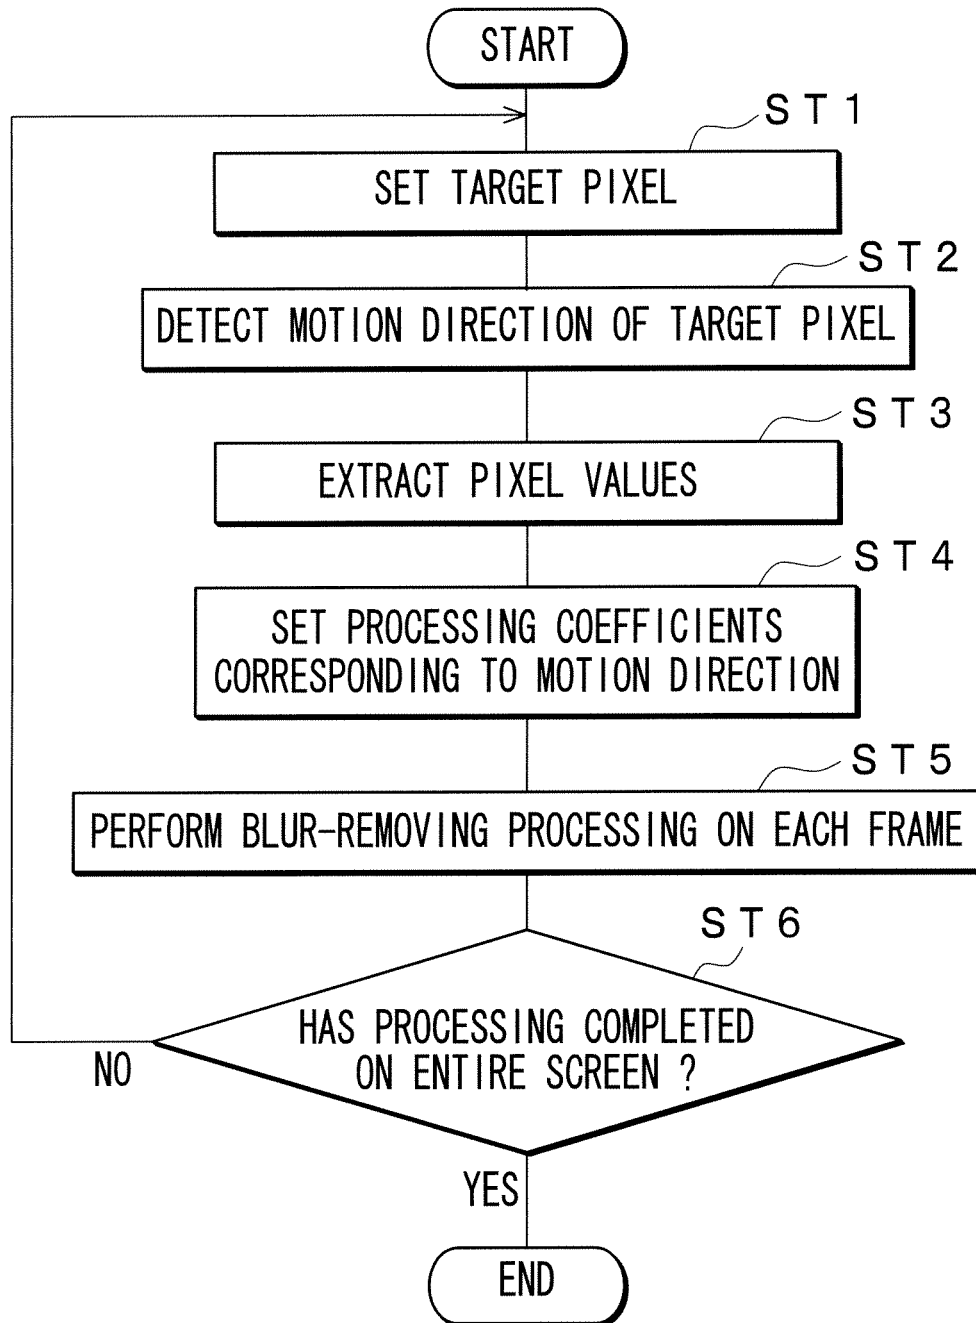 START
ST1
SET TARGET PIXEL
ST2
DETECT MOTION DIRECTION OF TARGET PIXEL
ST3
EXTRACT PIXEL VALUES
ST4
SET PROCESSING COEFFICIENTS
CORRESPONDING TO MOTION DIRECTION
ST5
PERFORM BLUR-REMOVING PROCESSING ON EACH FRAME
ST6
HAS PROCESSING COMPLETED
ON ENTIRE SCREEN ?
NO
YES
END